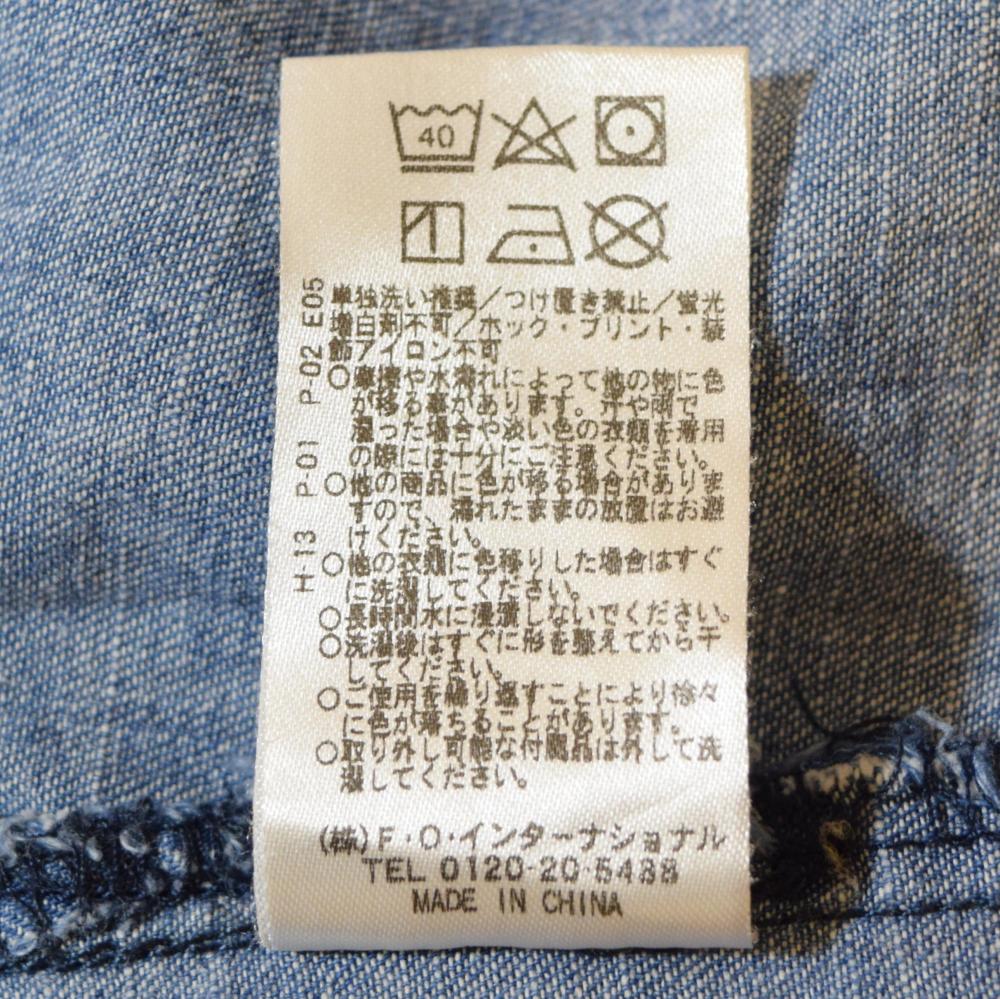 40
H-13 P-01 P-02 E05
単独洗い推奨/つけ置き禁止/蛍光
増白剤不可/ホック・プリント・装
飾アイロン不可
○摩擦や水濡れによって他の物に色
が移る事があります。汗や雨で
濡った場合や淡い色の衣類を着用
の際には十分にご注意ください。
○他の商品に色が移る場合がありま
すので、濡れたままの放置はお避
けください。
○他の衣類に色移りした場合はすぐ
に洗濯してください。
○長時間水に浸漬しないでください。
○洗濯後はすぐに形を整えてから干
してください。
○ご使用を繰り返すことにより徐々
に色が落ちることがあります。
○取り外し可能な付属品は外して洗
濯してください。
(株)F・O・インターナショナル
TEL 0120-20-5488
MADE IN CHINA